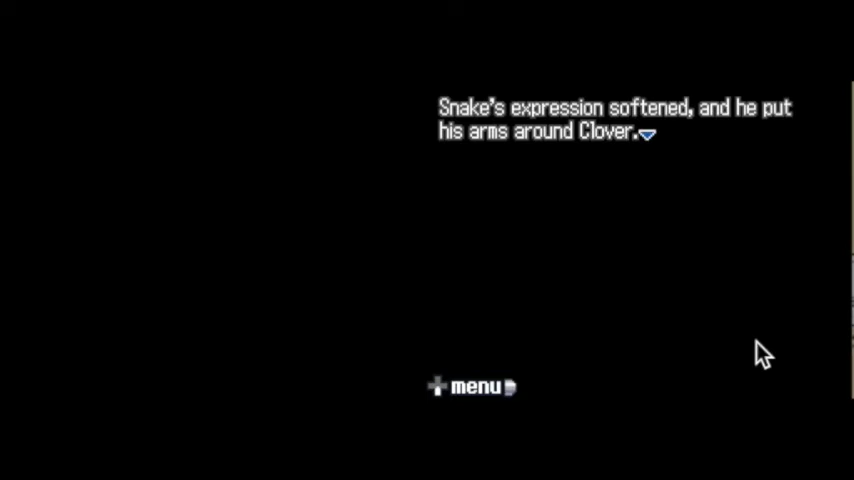 Snake's expression softened, and he put
his arms around Clover.
menu